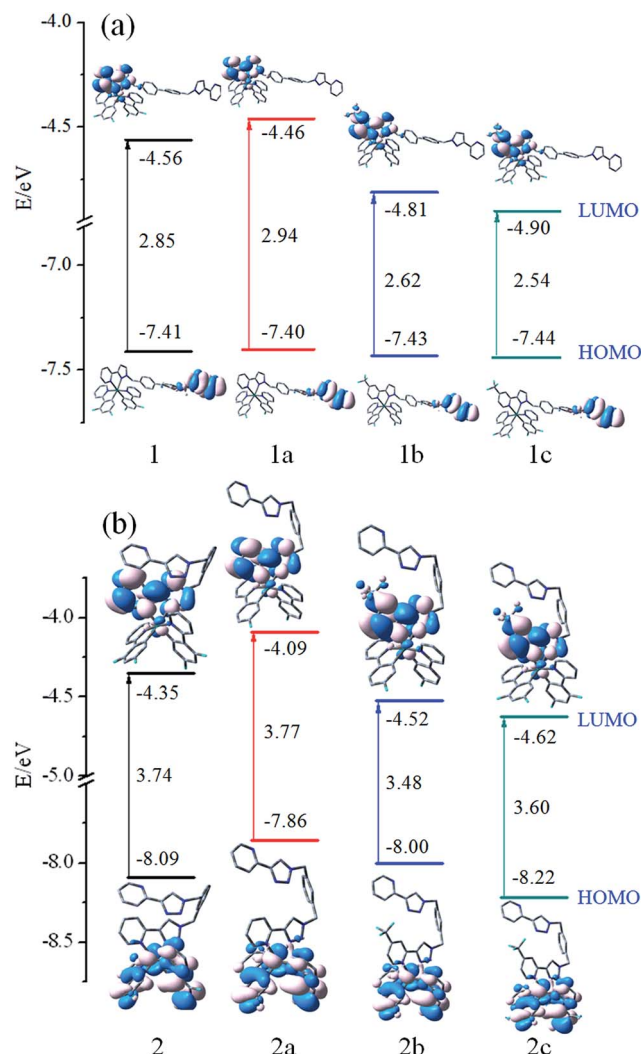 (a)
-4.0
-4.5
-7.0
-7.5
E/eV
-4.56
-4.46
-4.81
-4.90
LUMO
2.85
2.94
2.62
2.54
-7.41
-7.40
-7.43
-7.44
HOMO
1
1a
1b
1c
(b)
-4.0
-4.5
-5.0
-8.0
-8.5
E/eV
-4.35
-4.09
-4.52
-4.62
LUMO
3.74
3.77
3.48
3.60
-8.09
-7.86
-8.00
-8.22
HOMO
2
2a
2b
2c